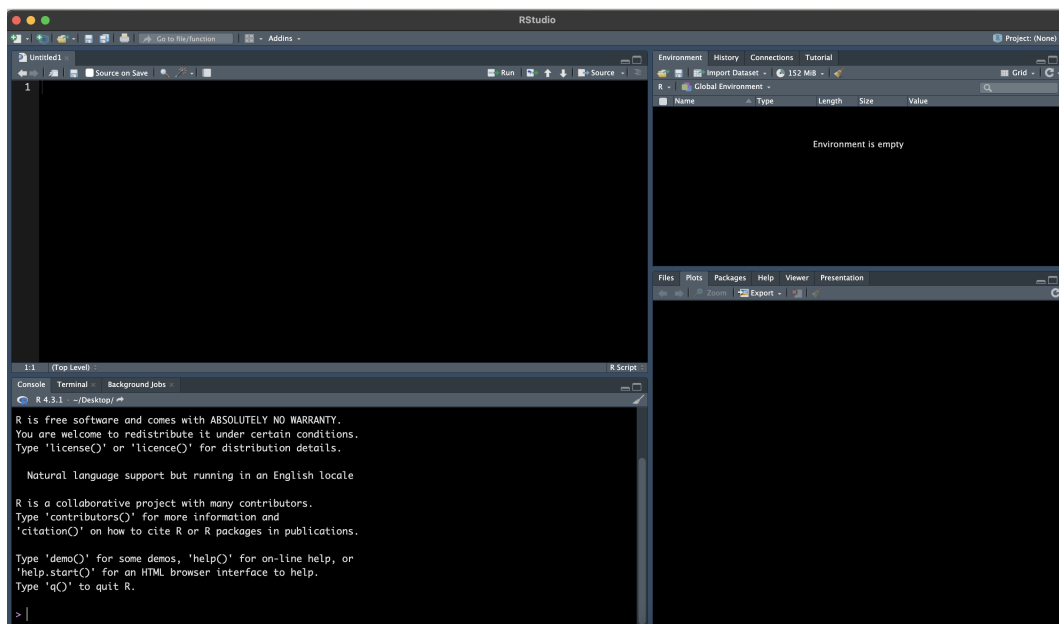 RStudio
Go to file/function Addins Project: (None)
Untitled1
Source on Save Run Source
1
1:1 (Top Level) R Script
Console Terminal Background Jobs
R 4.3.1 · ~/Desktop/
R is free software and comes with ABSOLUTELY NO WARRANTY.
You are welcome to redistribute it under certain conditions.
Type 'license()' or 'licence()' for distribution details.
Natural language support but running in an English locale
R is a collaborative project with many contributors.
Type 'contributors()' for more information and
'citation()' on how to cite R or R packages in publications.
Type 'demo()' for some demos, 'help()' for on-line help, or
'help.start()' for an HTML browser interface to help.
Type 'q()' to quit R.
>
Environment History Connections Tutorial
Import Dataset 152 MiB Grid
R Global Environment
Name Type Length Size Value
Environment is empty
Files Plots Packages Help Viewer Presentation
Zoom Export